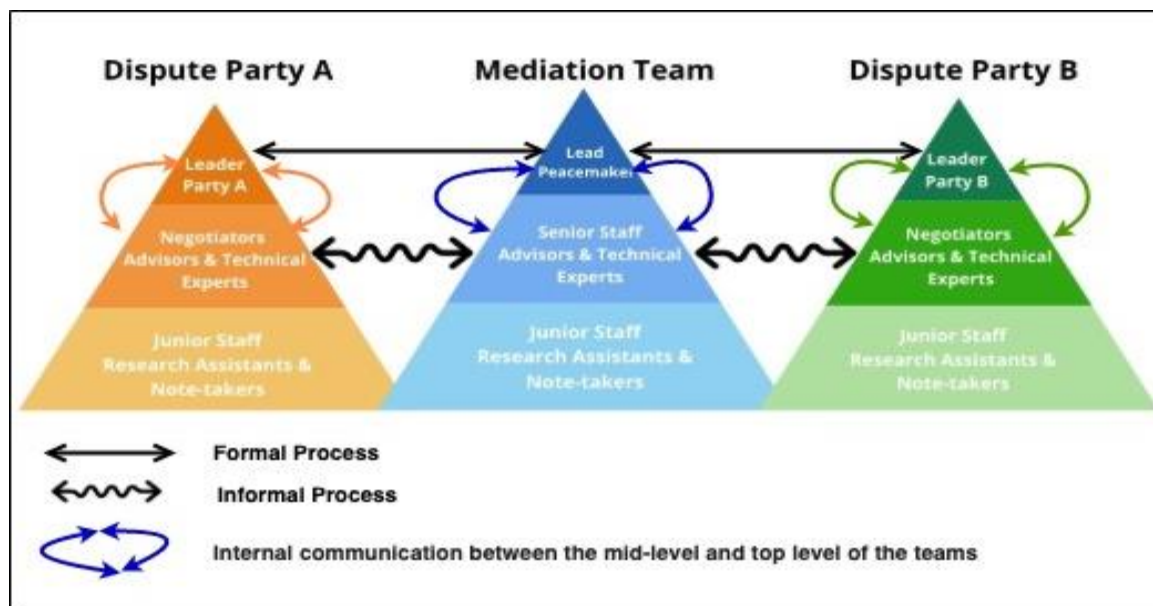 Dispute Party A
Mediation Team
Dispute Party B
Leader
Party A
Lead
Peacemaker
Leader
Party B
Negotiators
Advisors & Technical
Experts
Senior Staff
Advisors & Technical
Experts
Negotiators
Advisors & Technical
Experts
Junior Staff
Research Assistants &
Note-takers
Junior Staff
Research Assistants &
Note-takers
Junior Staff
Research Assistants &
Note-takers
Formal Process
Informal Process
Internal communication between the mid-level and top level of the teams